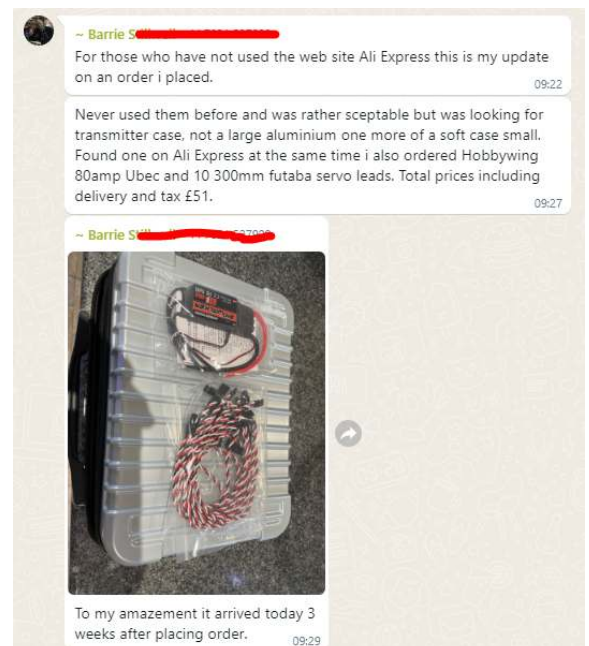 ~ Barrie S
For those who have not used the web site Ali Express this is my update
on an order i placed.
09:22
Never used them before and was rather sceptable but was looking for
transmitter case, not a large aluminium one more of a soft case small.
Found one on Ali Express at the same time i also ordered Hobbywing
80amp Ubec and 10 300mm futaba servo leads. Total prices including
delivery and tax £51.
09:27
~ Barrie S
To my amazement it arrived today 3
weeks after placing order.
09:29